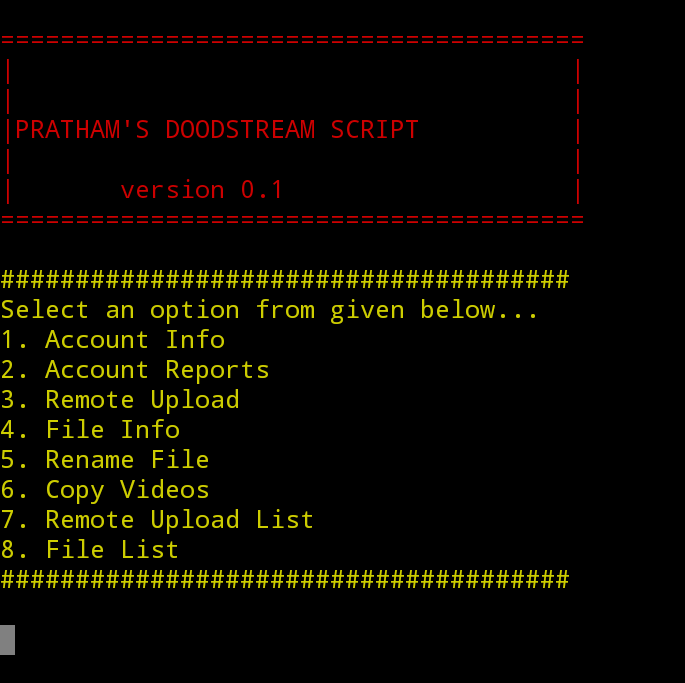 =======================================
|                                     |
|                                     |
|PRATHAM'S DOODSTREAM SCRIPT          |
|                                     |
|       version 0.1                   |
=======================================
######################################
Select an option from given below...
1. Account Info
2. Account Reports
3. Remote Upload
4. File Info
5. Rename File
6. Copy Videos
7. Remote Upload List
8. File List
######################################